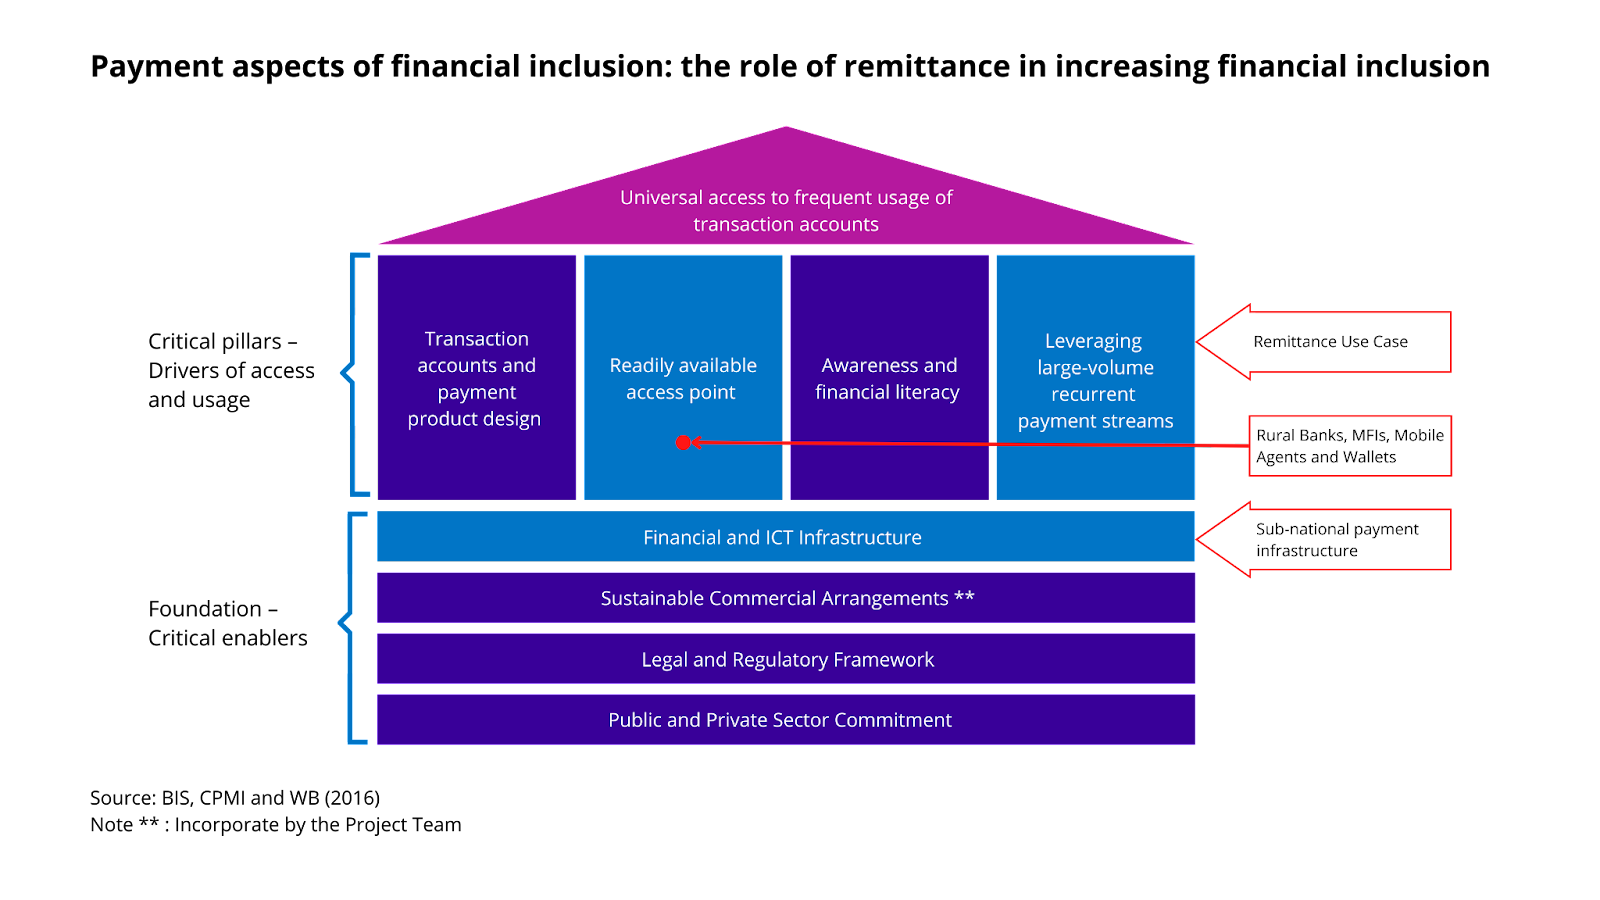 Payment aspects of financial inclusion: the role of remittance in increasing financial inclusion
Universal access to frequent usage of
transaction accounts
Critical pillars –
Drivers of access
and usage
Transaction
accounts and
payment
product design
Readily available
access point
Awareness and
financial literacy
Leveraging
large-volume
recurrent
payment streams
Remittance Use Case
Rural Banks, MFIs, Mobile
Agents and Wallets
Foundation –
Critical enablers
Financial and ICT Infrastructure
Sub-national payment
infrastructure
Sustainable Commercial Arrangements **
Legal and Regulatory Framework
Public and Private Sector Commitment
Source: BIS, CPMI and WB (2016)
Note ** : Incorporate by the Project Team